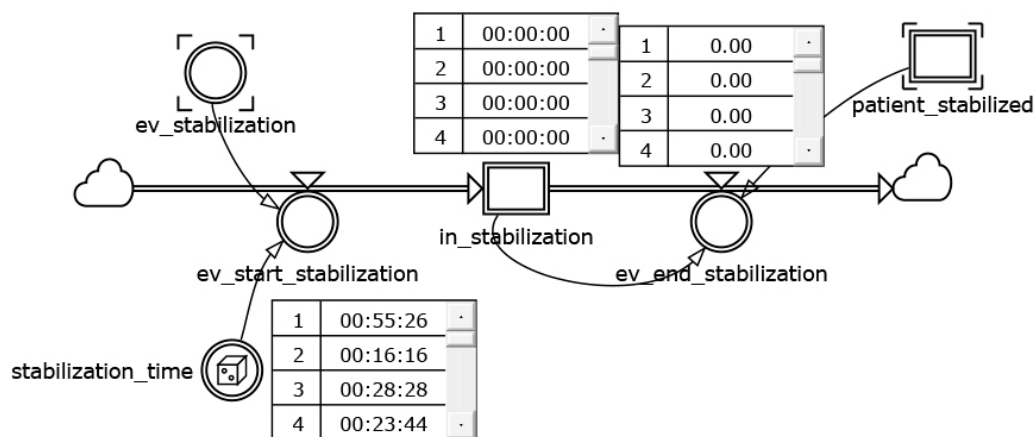 1 00:00:00
2 00:00:00
3 00:00:00
4 00:00:00
1 0.00
2 0.00
3 0.00
4 0.00
ev_stabilization
patient_stabilized
in_stabilization
ev_start_stabilization
ev_end_stabilization
stabilization_time
1 00:55:26
2 00:16:16
3 00:28:28
4 00:23:44